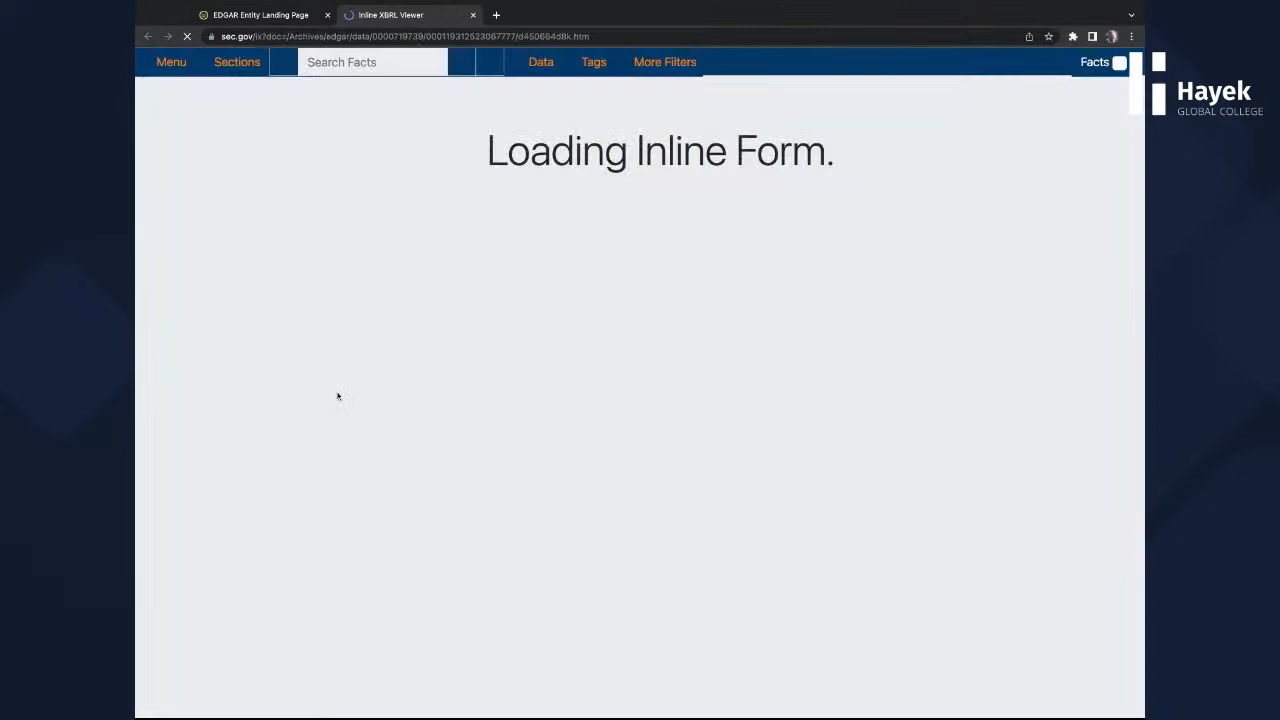 EDGAR Entity Landing Page
Inline XBRL Viewer
sec.gov/ix?doc=/Archives/edgar/data/0000719739/000119312523067777/d450664d8k.htm
Menu
Sections
Search Facts
Data
Tags
More Filters
Facts
Hayek
GLOBAL COLLEGE
Loading Inline Form.